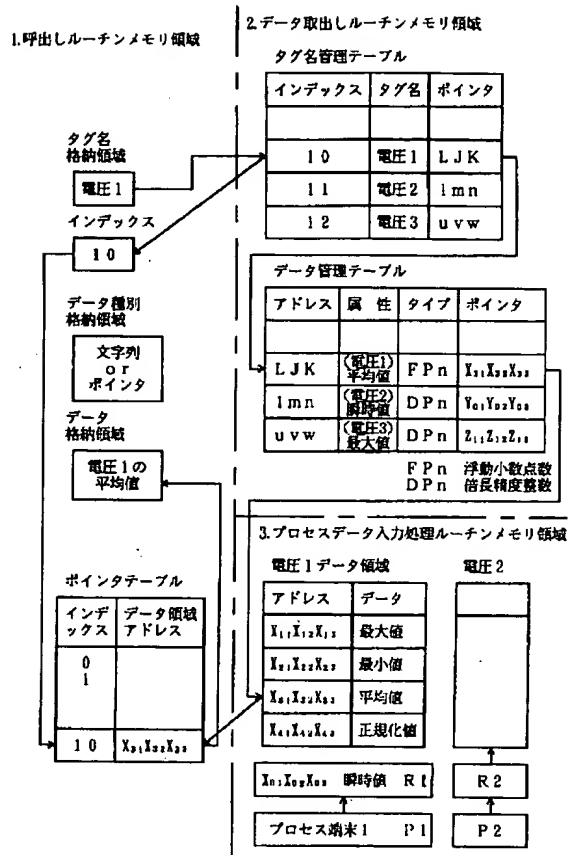 1.呼出しルーチンメモリ領域
タグ名
格納領域
電圧1
インデックス
10
データ種別
格納領域
文字列
or
ポインタ
データ
格納領域
電圧1の
平均値
ポインタテーブル
インデ データ領域
ックス アドレス
0
1
10 X₃₁X₃₂X₃₃
2.データ取出しルーチンメモリ領域
タグ名管理テーブル
インデックス タグ名 ポインタ
10 電圧1 LJK
11 電圧2 lmn
12 電圧3 uvw
データ管理テーブル
アドレス 属 性 タイプ ポインタ
LJK (電圧1)平均値 FPn X₃₁X₃₂X₃₃
lmn (電圧2)瞬時値 DPn Y₀₁Y₀₂Y₀₃
uvw (電圧3)最大値 DPn Z₁₁Z₁₂Z₁₃
FPn 浮動小数点数
DPn 倍長精度整数
3.プロセスデータ入力処理ルーチンメモリ領域
電圧1データ領域
アドレス データ
X₁₁X₁₂X₁₃ 最大値
X₂₁X₂₂X₂₃ 最小値
X₃₁X₃₂X₃₃ 平均値
X₄₁X₄₂X₄₃ 正規化値
X₀₁X₀₂X₀₃ 瞬時値 R1
プロセス端末1 P1
電圧2
R2
P2